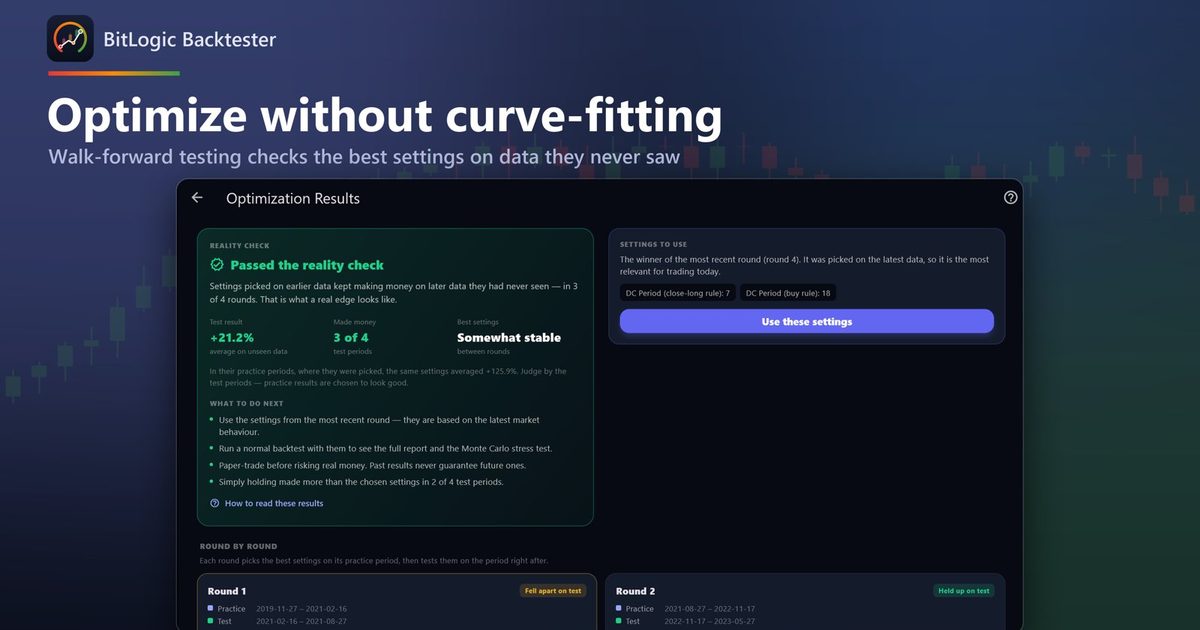 BitLogic Backtester
Optimize without curve-fitting
Walk-forward testing checks the best settings on data they never saw
Optimization Results
REALITY CHECK
Passed the reality check
Settings picked on earlier data kept making money on later data they had never seen — in 3
of 4 rounds. That is what a real edge looks like.
Test result
+21.2%
average on unseen data
Made money
3 of 4
test periods
Best settings
Somewhat stable
between rounds
In their practice periods, where they were picked, the same settings averaged +125.9%. Judge by the
test periods — practice results are chosen to look good.
WHAT TO DO NEXT
Use the settings from the most recent round — they are based on the latest market
behaviour.
Run a normal backtest with them to see the full report and the Monte Carlo stress test.
Paper-trade before risking real money. Past results never guarantee future ones.
Simply holding made more than the chosen settings in 2 of 4 test periods.
How to read these results
SETTINGS TO USE
The winner of the most recent round (round 4). It was picked on the latest data, so it is the most
relevant for trading today.
DC Period (close-long rule): 7 DC Period (buy rule): 18
Use these settings
ROUND BY ROUND
Each round picks the best settings on its practice period, then tests them on the period right after.
Round 1 Fell apart on test
Practice 2019-11-27 – 2021-02-16
Test 2021-02-16 – 2021-08-27
Round 2 Held up on test
Practice 2021-08-27 – 2022-11-17
Test 2022-11-17 – 2023-05-27